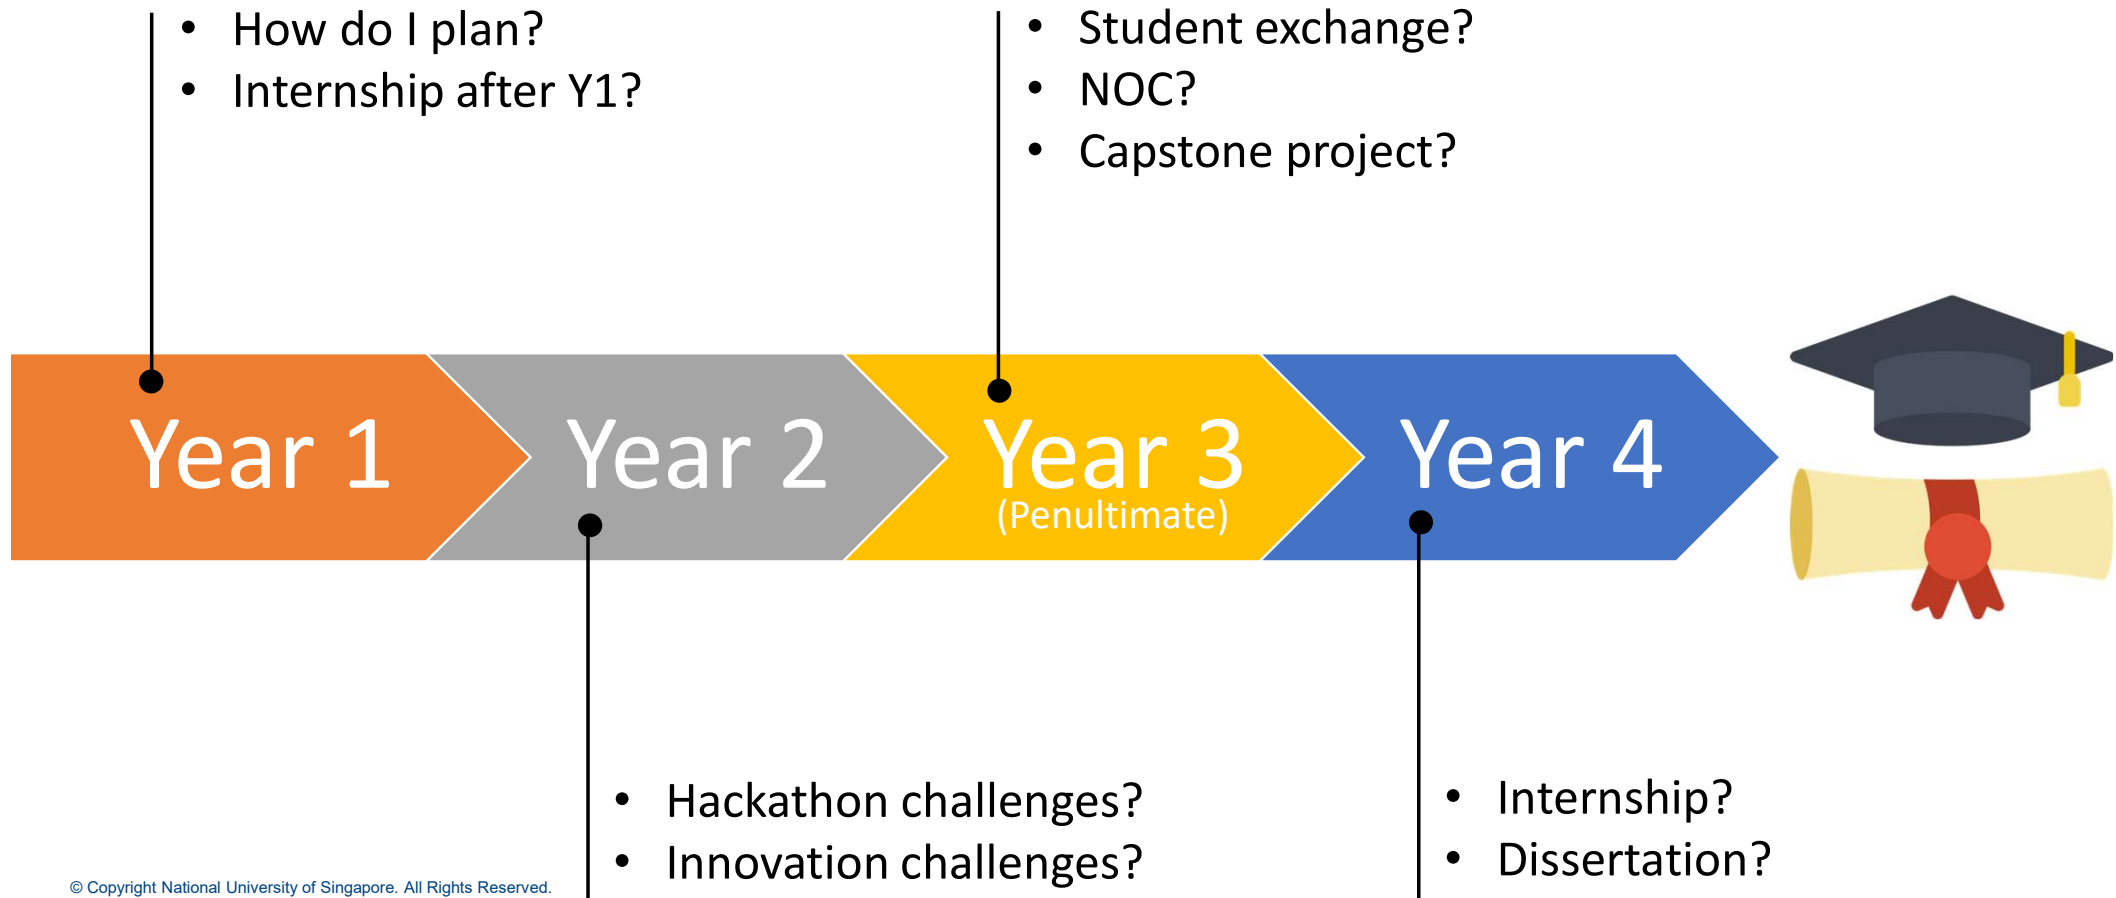 • How do I plan?
• Internship after Y1?
• Student exchange?
• NOC?
• Capstone project?
Year 1
Year 2
Year 3
(Penultimate)
Year 4
• Hackathon challenges?
• Innovation challenges?
• Internship?
• Dissertation?
© Copyright National University of Singapore. All Rights Reserved.